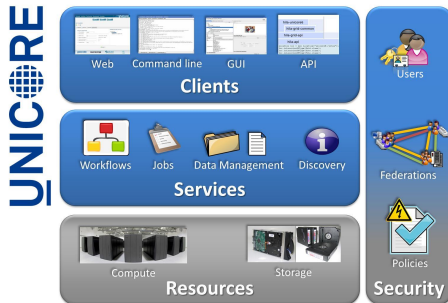 UNICORE
Web
Command line
GUI
API
Clients
Workflows
Jobs
Data Management
Discovery
Services
Compute
Storage
Resources
Users
Federations
Policies
Security